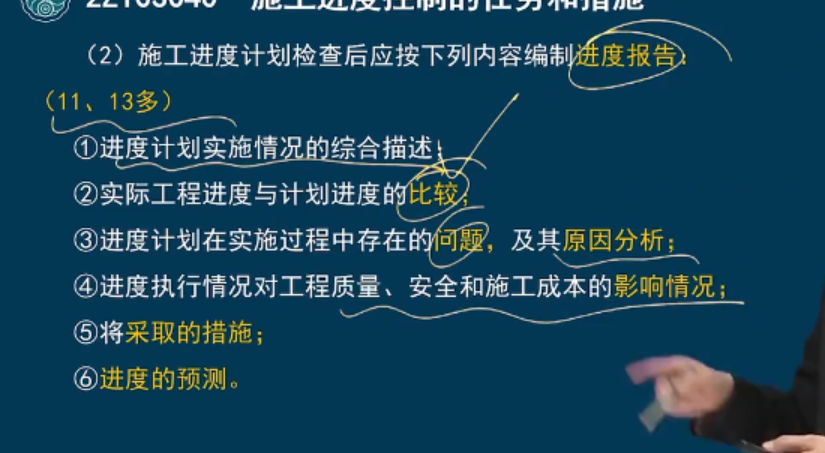 施工进度控制的任务和措施
（2）施工进度计划检查后应按下列内容编制进度报告：
（11、13多）
①进度计划实施情况的综合描述；
②实际工程进度与计划进度的比较；
③进度计划在实施过程中存在的问题，及其原因分析；
④进度执行情况对工程质量、安全和施工成本的影响情况；
⑤将采取的措施；
⑥进度的预测。